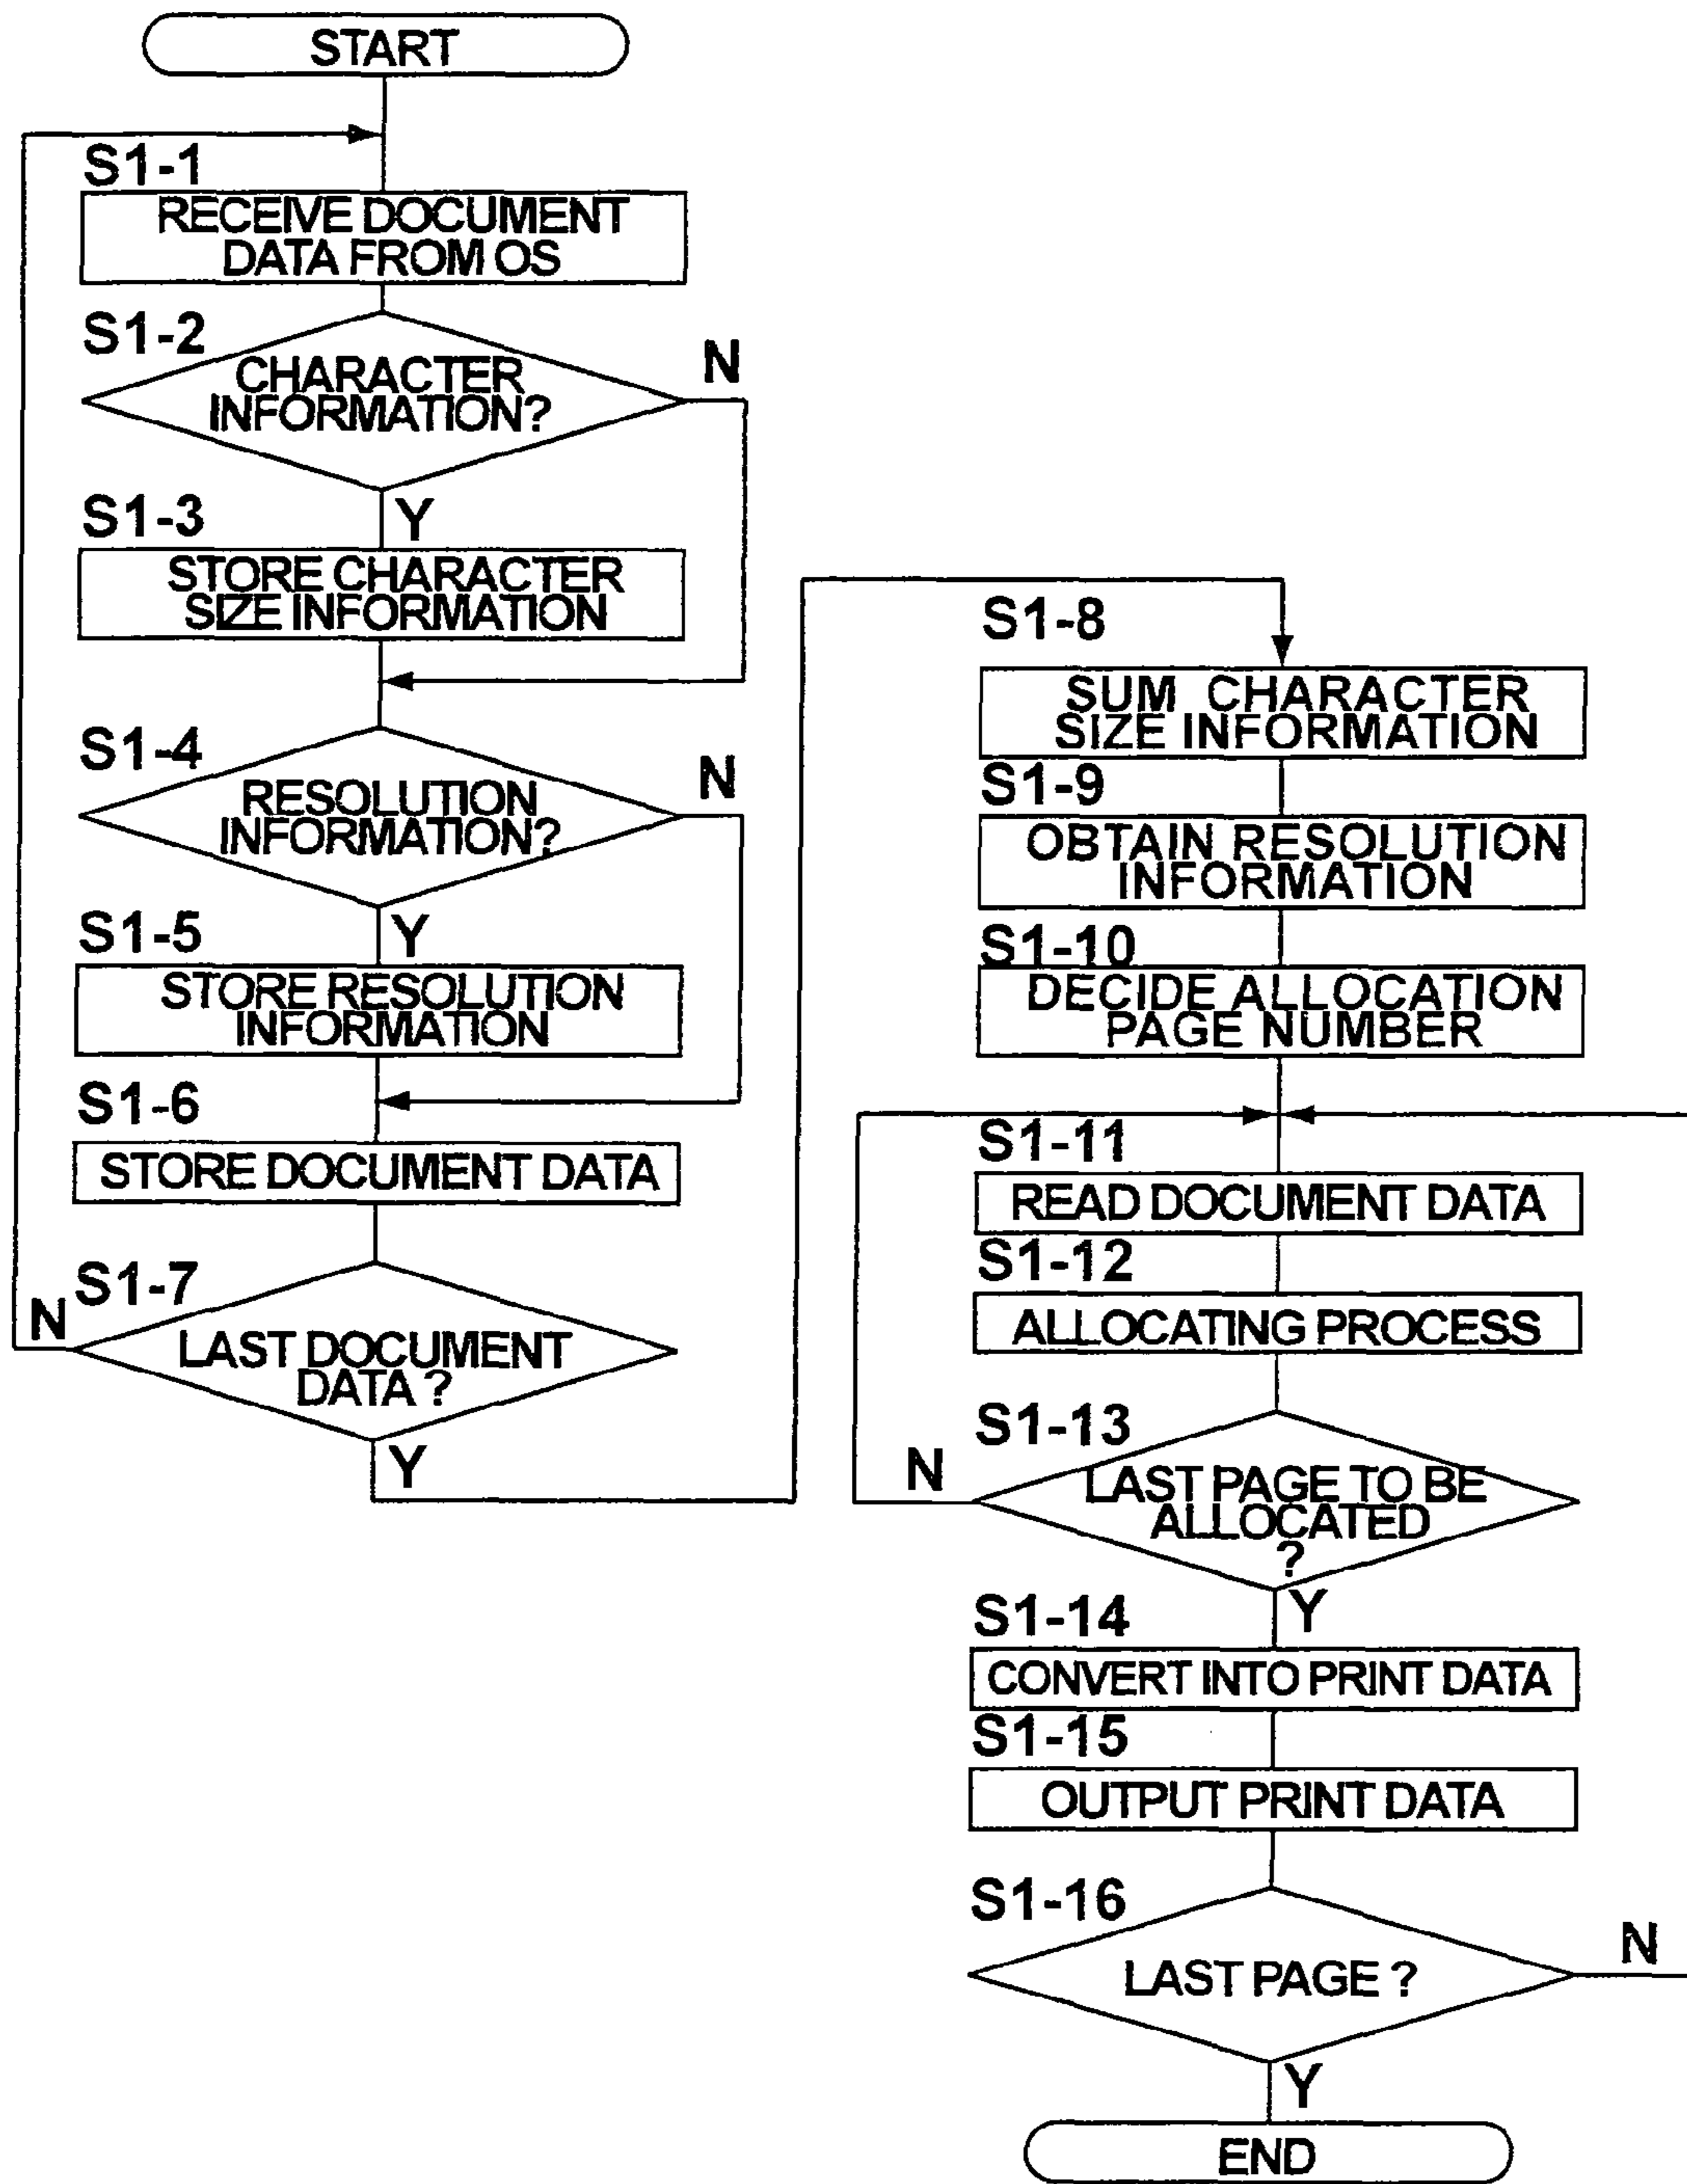 START
S1-1
RECEIVE DOCUMENT
DATA FROM OS
S1-2
CHARACTER
INFORMATION?
N
Y
S1-3
STORE CHARACTER
SIZE INFORMATION
S1-4
RESOLUTION
INFORMATION?
N
Y
S1-5
STORE RESOLUTION
INFORMATION
S1-6
STORE DOCUMENT DATA
S1-7
N
LAST DOCUMENT
DATA ?
Y
S1-8
SUM CHARACTER
SIZE INFORMATION
S1-9
OBTAIN RESOLUTION
INFORMATION
S1-10
DECIDE ALLOCATION
PAGE NUMBER
S1-11
READ DOCUMENT DATA
S1-12
ALLOCATING PROCESS
S1-13
N
LAST PAGE TO BE
ALLOCATED
?
Y
S1-14
CONVERT INTO PRINT DATA
S1-15
OUTPUT PRINT DATA
S1-16
N
LAST PAGE ?
Y
END